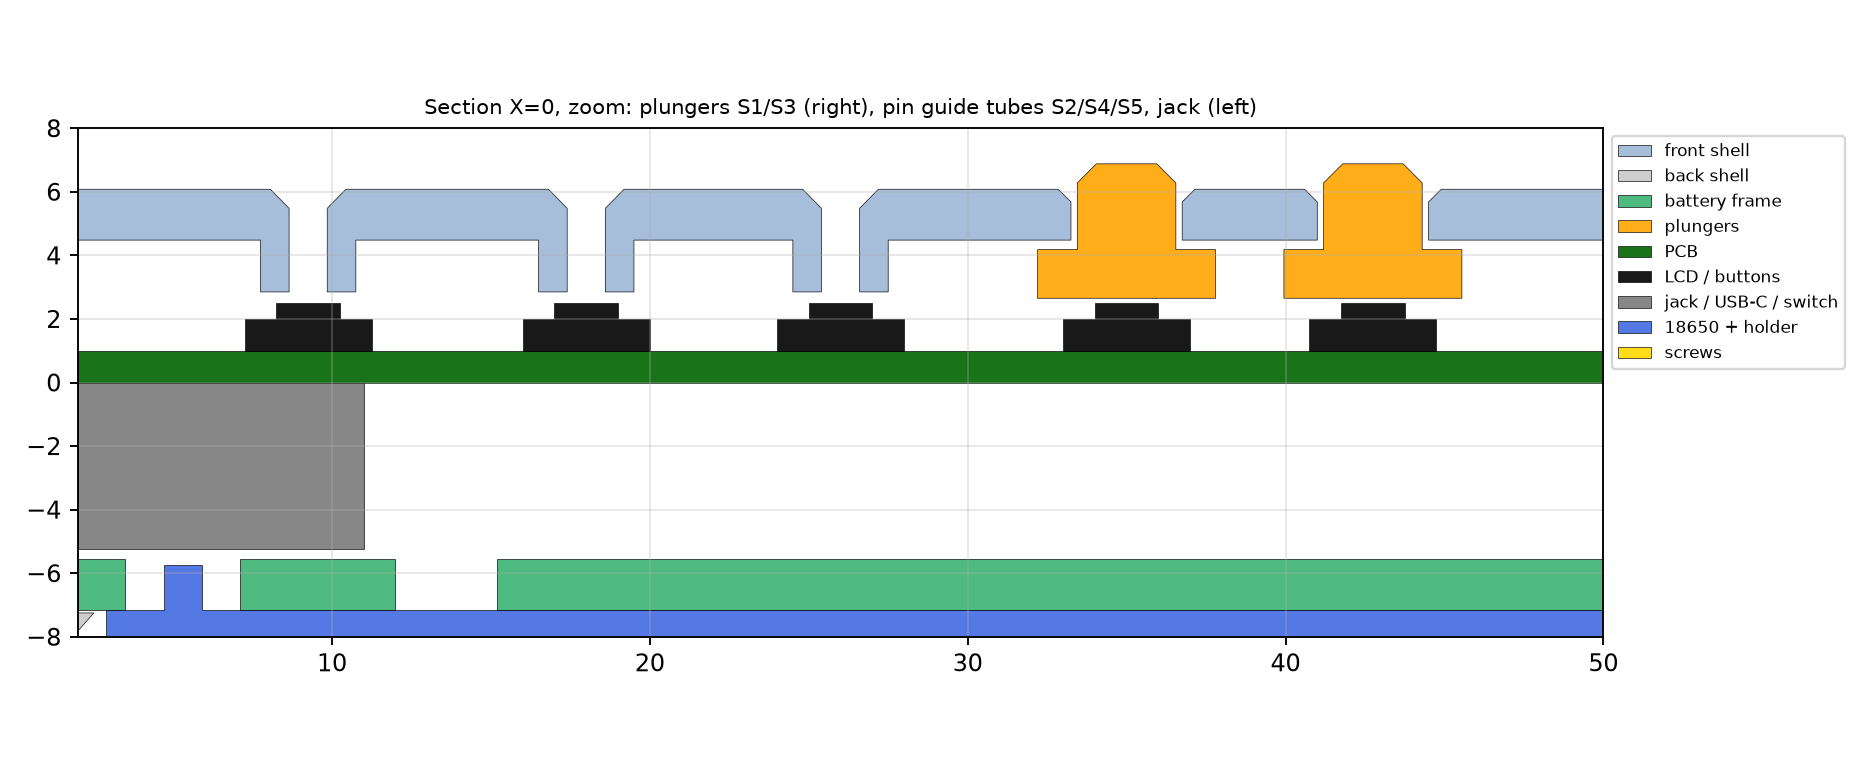 Section X=0, zoom: plungers S1/S3 (right), pin guide tubes S2/S4/S5, jack (left)
8
6
4
2
0
−2
−4
−6
−8
10
20
30
40
50
front shell
back shell
battery frame
plungers
PCB
LCD / buttons
jack / USB-C / switch
18650 + holder
screws